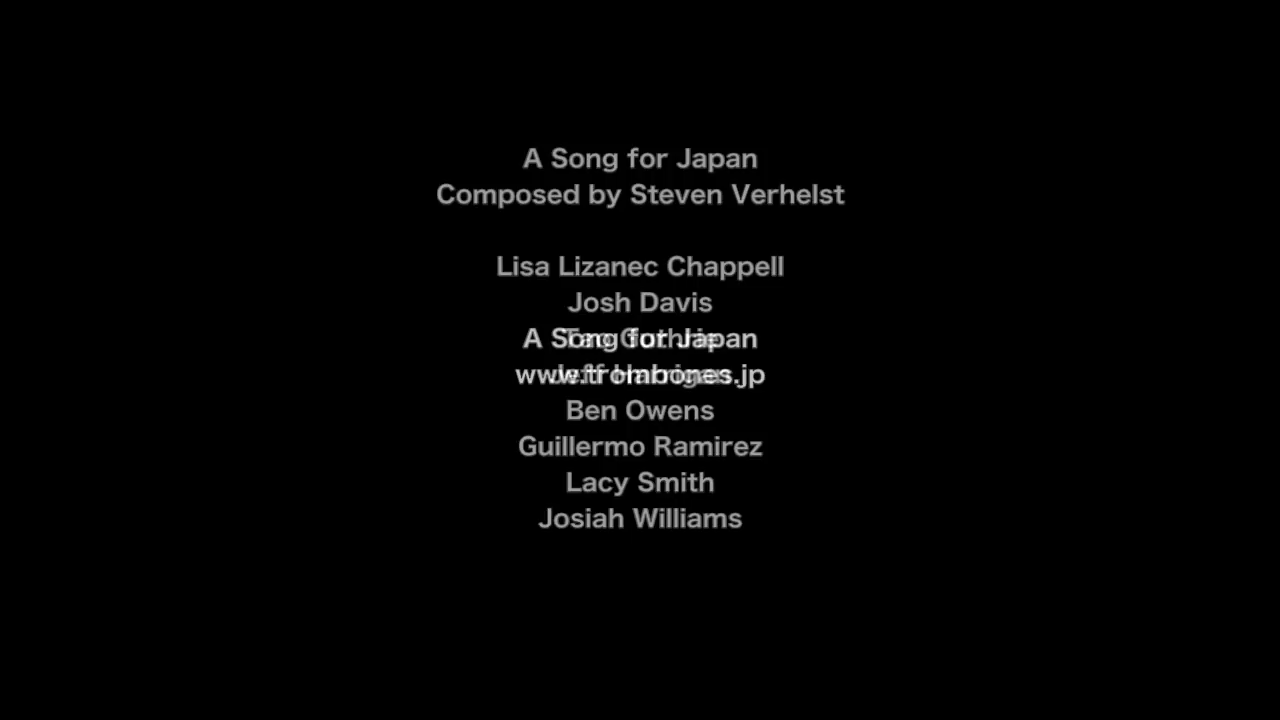 A Song for Japan
Composed by Steven Verhelst
Lisa Lizanec Chappell
Josh Davis
A Song for Japan
www.trombones.jp
Ben Owens
Guillermo Ramirez
Lacy Smith
Josiah Williams